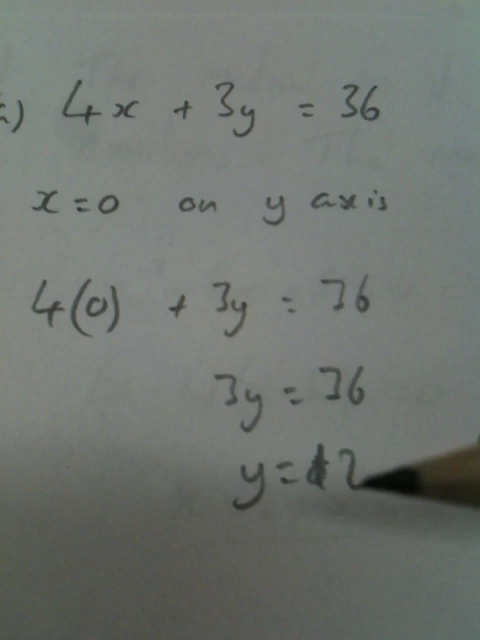 a) 4x + 3y = 36
x = 0 on y axis
4(0) + 3y = 36
3y = 36
y = 12